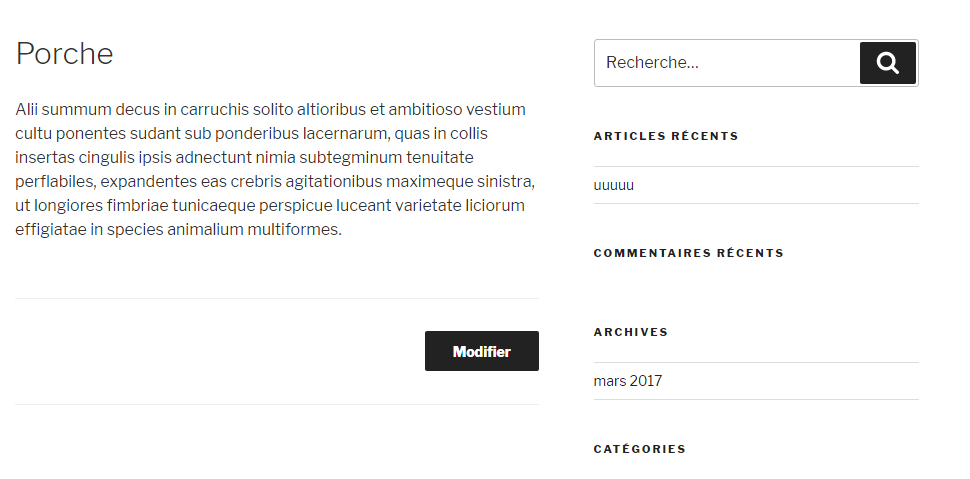 Porche
Alii summum decus in carruchis solito altioribus et ambitioso vestium
cultu ponentes sudant sub ponderibus lacernarum, quas in collis
insertas cingulis ipsis adnectunt nimia subtegminum tenuitate
perflabiles, expandentes eas crebris agitationibus maximeque sinistra,
ut longiores fimbriae tunicaeque perspicue luceant varietate liciorum
effigiatae in species animalium multiformes.
Modifier
Recherche...
ARTICLES RÉCENTS
uuuuu
COMMENTAIRES RÉCENTS
ARCHIVES
mars 2017
CATÉGORIES